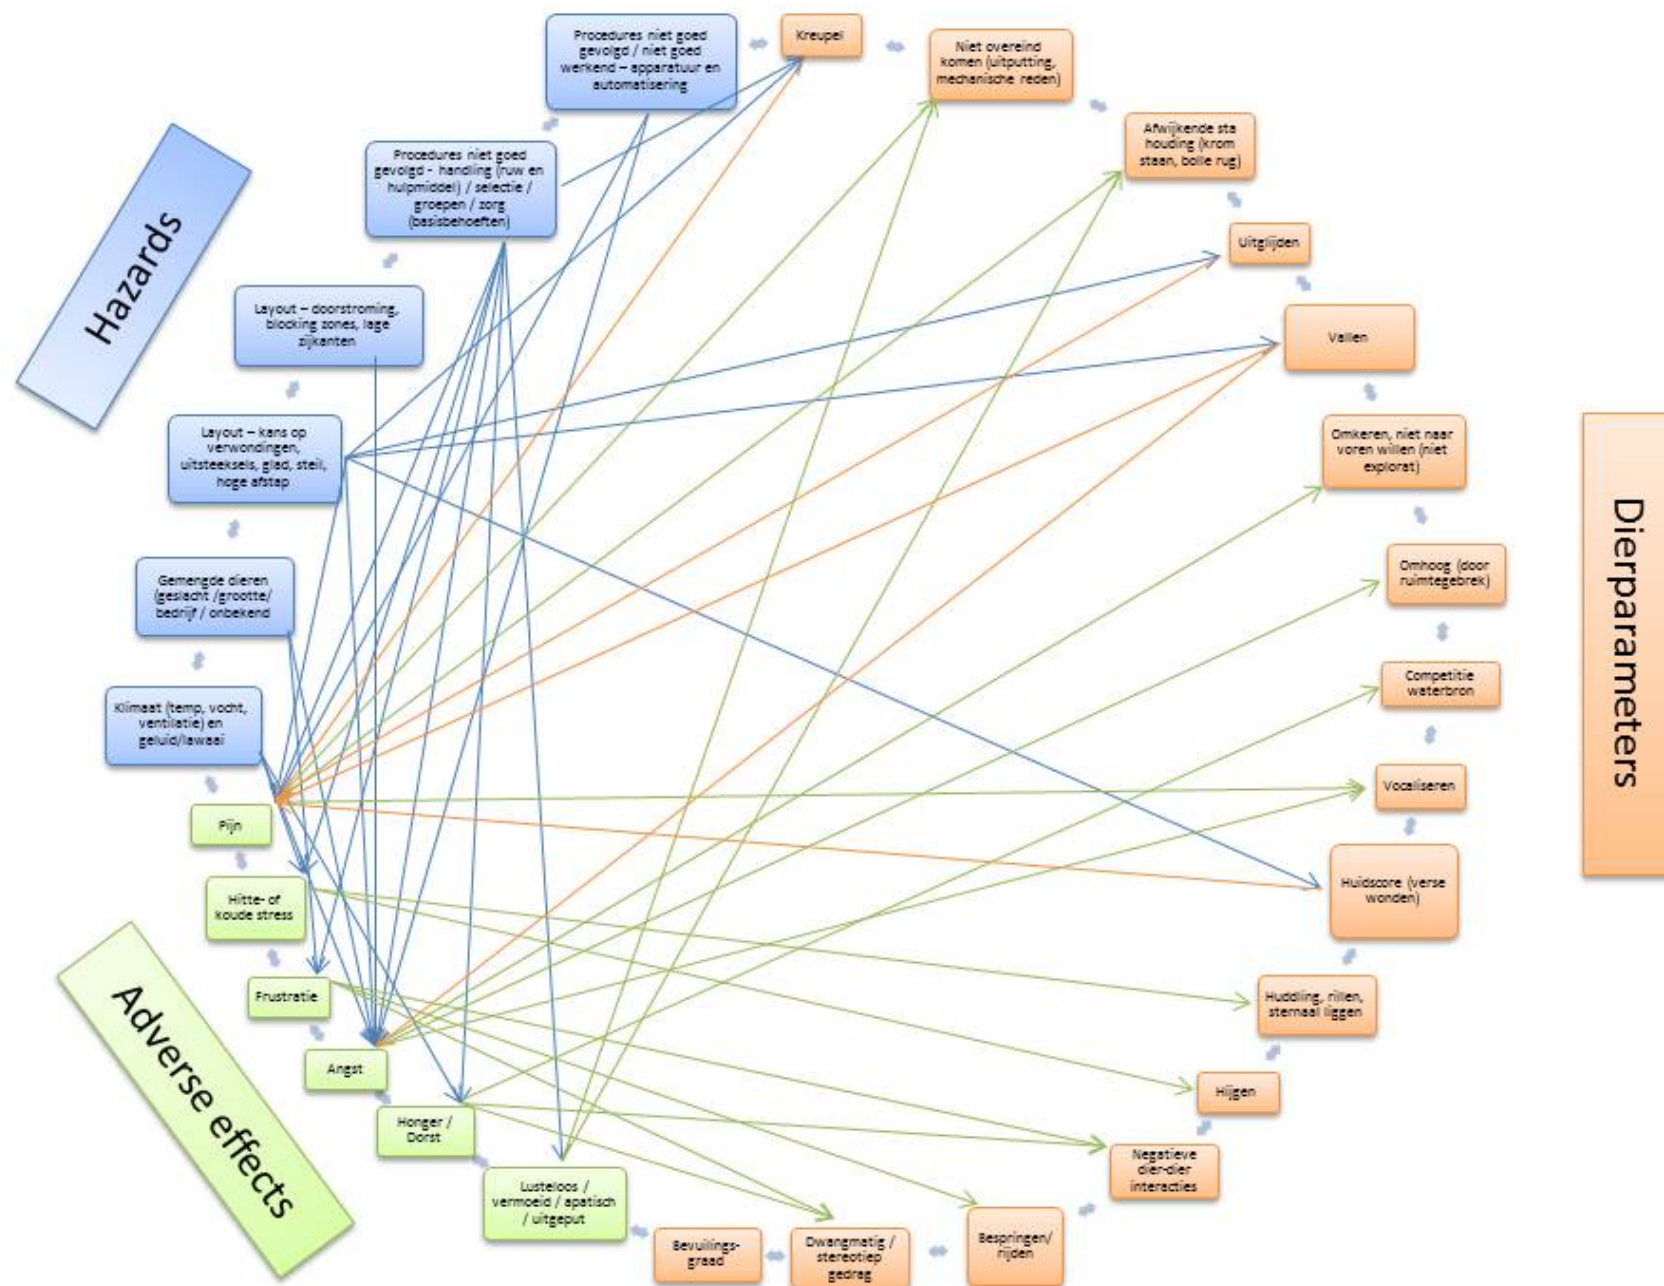 Procedures niet goed
gevolgd / niet goed
werkend – apparatuur en
automatisering
Kreupel
Niet overeind
komen (uitputting,
mechanische reden)
Afwijkende sta
houding (krom
staan, bolle rug)
Uitglijden
Vallen
Omkeren, niet naar
voren willen (niet
explorat)
Omhoog (door
ruimtegebrek)
Competitie
waterbron
Vocaliseren
Huidscore (verse
wonden)
Huddling, rillen,
sternaal liggen
Hijgen
Negatieve
dier-dier
interacties
Bespringen/
rijden
Dwangmatig /
stereotiep
gedrag
Bevuilings-
graad
Lusteloos /
vermoeid / apatisch
/ uitgeput
Honger /
Dorst
Angst
Frustratie
Hitte- of
koude stress
Pijn
Klimaat (temp, vocht,
ventilatie) en
geluid/lawaai
Gemengde dieren
(geslacht /grootte/
bedrijf / onbekend
Layout – kans op
verwondingen,
uitsteeksels, glad, steil,
hoge afstap
Layout – doorstroming,
blocking zones, lage
zijkanten
Procedures niet goed
gevolgd - handling (ruw en
hulpmiddel) / selectie /
groepen / zorg
(basisbehoeften)
Hazards
Adverse effects
Dierparameters